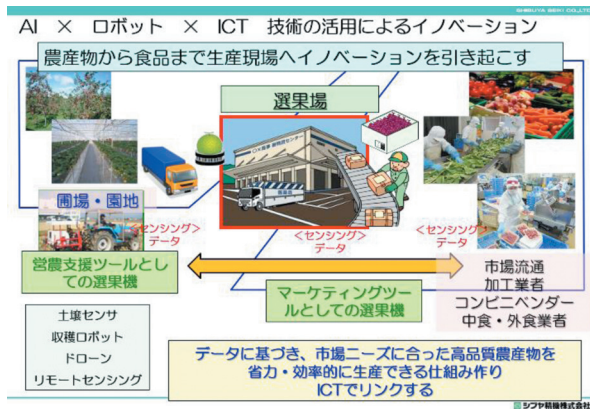 SHIBUYA SEIKI CO.,LTD
AI × ロボット × ICT 技術の活用によるイノベーション
農産物から食品まで生産現場へイノベーションを引き起こす
選果場
圃場・園地
<センシング>
データ
<センシング>
データ
<センシング>
データ
営農支援ツールとし
ての選果機
マーケティングツー
ルとしての選果機
市場流通
加工業者
コンビニベンダー
中食・外食業者
土壌センサ
収穫ロボット
ドローン
リモートセンシング
データに基づき、市場ニーズに合った高品質農産物を
省力・効率的に生産できる仕組み作り
ICTでリンクする
シブヤ精機株式会社